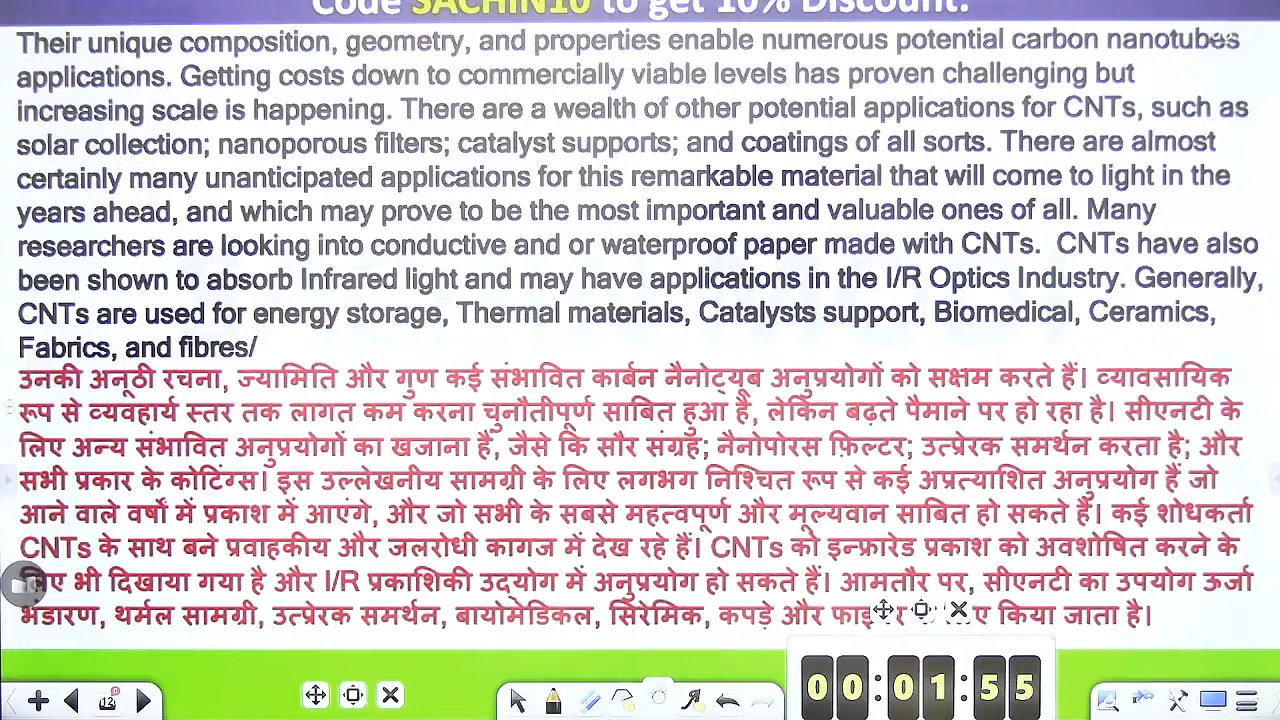 Code SACHIN10 to get 10% Discount.
Their unique composition, geometry, and properties enable numerous potential carbon nanotubes
applications. Getting costs down to commercially viable levels has proven challenging but
increasing scale is happening. There are a wealth of other potential applications for CNTs, such as
solar collection; nanoporous filters; catalyst supports; and coatings of all sorts. There are almost
certainly many unanticipated applications for this remarkable material that will come to light in the
years ahead, and which may prove to be the most important and valuable ones of all. Many
researchers are looking into conductive and or waterproof paper made with CNTs. CNTs have also
been shown to absorb Infrared light and may have applications in the I/R Optics Industry. Generally,
CNTs are used for energy storage, Thermal materials, Catalysts support, Biomedical, Ceramics,
Fabrics, and fibres/
उनकी अनूठी रचना, ज्यामिति और गुण कई संभावित कार्बन नैनोट्यूब अनुप्रयोगों को सक्षम करते हैं। व्यावसायिक
रूप से व्यवहार्य स्तर तक लागत कम करना चुनौतीपूर्ण साबित हुआ है, लेकिन बढ़ते पैमाने पर हो रहा है। सीएनटी के
लिए अन्य संभावित अनुप्रयोगों का खजाना है, जैसे कि सौर संग्रह; नैनोपोरस फ़िल्टर; उत्प्रेरक समर्थन करता है; और
सभी प्रकार के कोटिंग्स। इस उल्लेखनीय सामग्री के लिए लगभग निश्चित रूप से कई अप्रत्याशित अनुप्रयोग हैं जो
आने वाले वर्षों में प्रकाश में आएंगे, और जो सभी के सबसे महत्वपूर्ण और मूल्यवान साबित हो सकते हैं। कई शोधकर्ता
CNTs के साथ बने प्रवाहकीय और जलरोधी कागज में देख रहे हैं। CNTs को इन्फ्रारेड प्रकाश को अवशोषित करने के
लिए भी दिखाया गया है और I/R प्रकाशिकी उद्योग में अनुप्रयोग हो सकते हैं। आमतौर पर, सीएनटी का उपयोग ऊर्जा
भंडारण, थर्मल सामग्री, उत्प्रेरक समर्थन, बायोमेडिकल, सिरेमिक, कपड़े और किया जाता है।
00:01:55
12